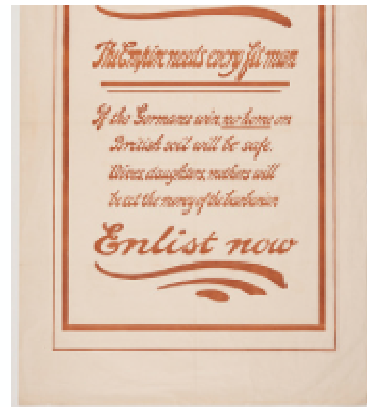 The Empire needs every fit man
If the Germans win, no home on
British soil will be safe.
Wives, daughters, mothers will
be at the mercy of the barbarian
Enlist now